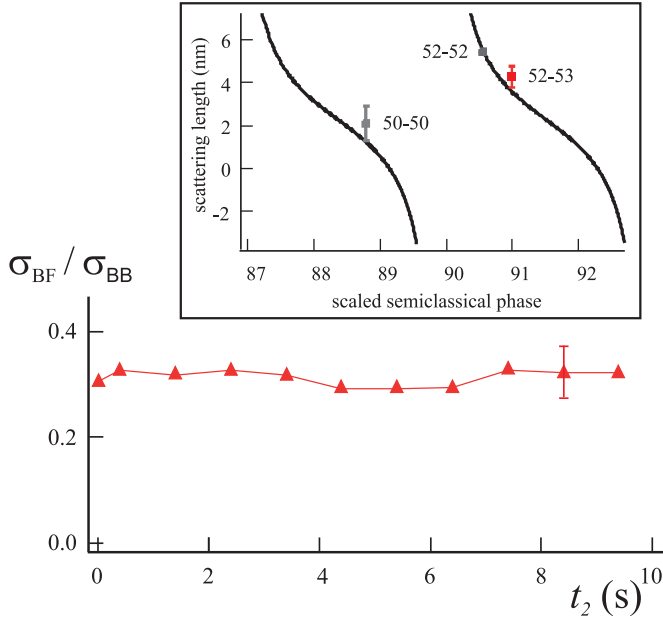 scattering length (nm)
6
4
2
0
-2
52-52
52-53
50-50
87 88 89 90 91 92
scaled semiclassical phase
σBF / σBB
0.4
0.2
0.0
0 2 4 6 8 10
t2 (s)